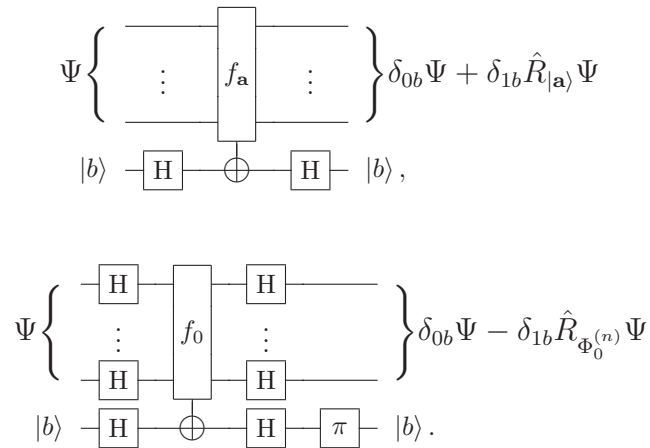 Ψ { ⋮ f_a ⋮ } δ_{0b}Ψ + δ_{1b}R̂_{|a⟩}Ψ
|b⟩ H ⊕ H |b⟩ ,
H H
Ψ { ⋮ f_0 ⋮ } δ_{0b}Ψ − δ_{1b}R̂_{Φ_0^{(n)}}Ψ
H H
|b⟩ H ⊕ H π |b⟩ .